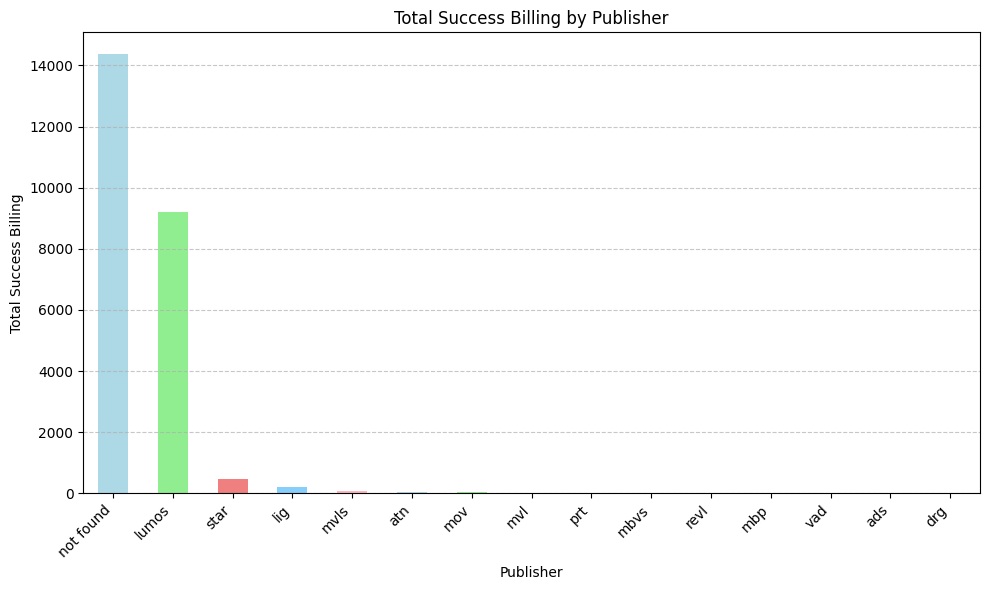 Total Success Billing by Publisher
Total Success Billing
14000
12000
10000
8000
6000
4000
2000
0
not found
lumos
star
lig
mvls
atn
mov
mvl
prt
mbvs
revl
mbp
vad
ads
drg
Publisher